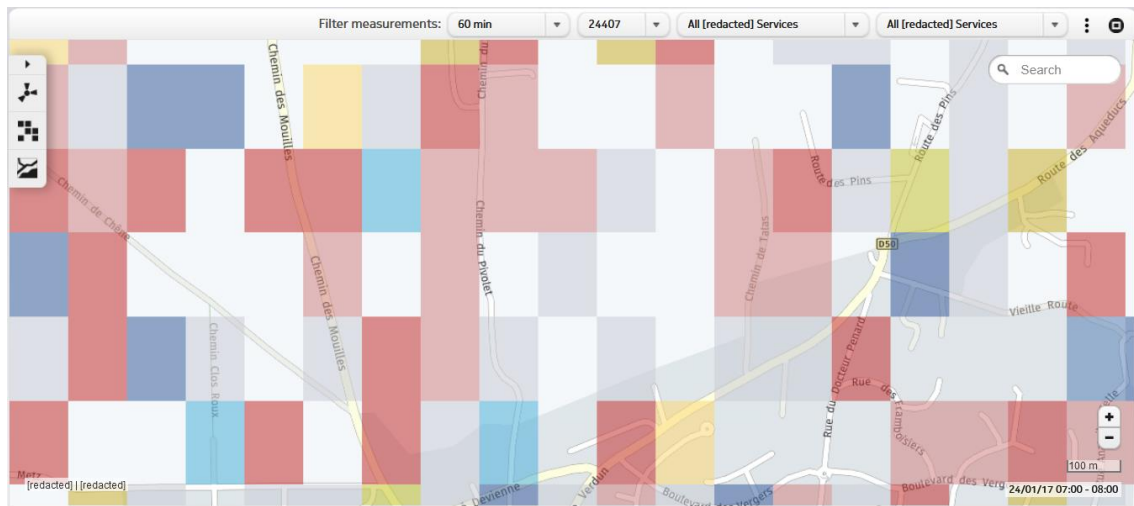 Filter measurements: 60 min 24407 All [redacted] Services All [redacted] Services
Search
Chemin des Mouilles
Chemin du
Route des Pins
Route des Aqueducs
Route des Pins
Chemin de Chêne
Chemin du Pivolet
Chemin de Tatas
D50
Chemin des Mouilles
Vieille Route
Chemin Clos Roux
Rue du Docteur Penard
Rue des Framboisiers
+
-
100 m
Metz
[redacted] | [redacted]
Devienne
Verdun
Boulevard des Vergers
Boulevard des Verg
24/01/17 07:00 - 08:00